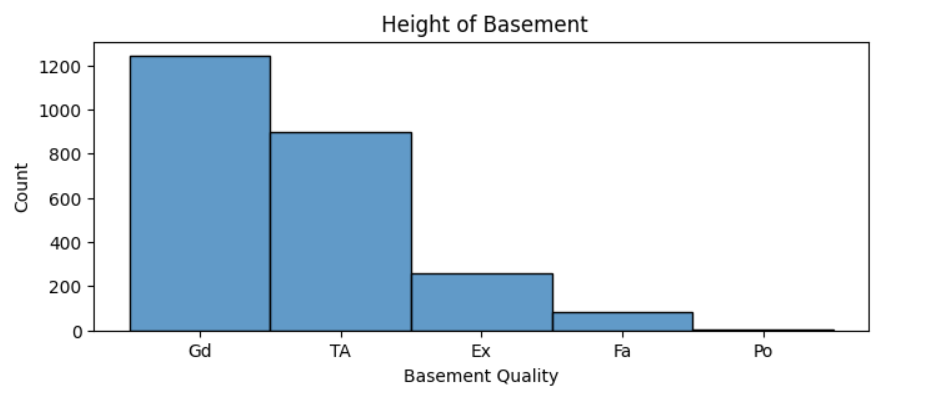 Height of Basement
1200
1000
800
600
400
200
0
Count
Gd TA Ex Fa Po
Basement Quality